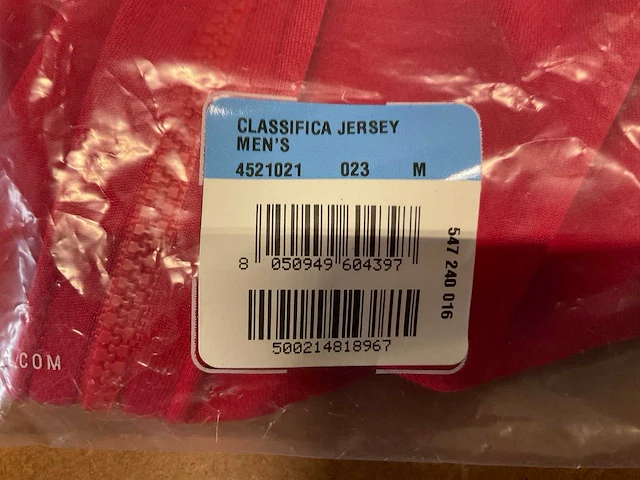 CLASSIFICA JERSEY
MEN'S
4521021 023 M
8 050949 604397
547 240 016
500214818967
.COM